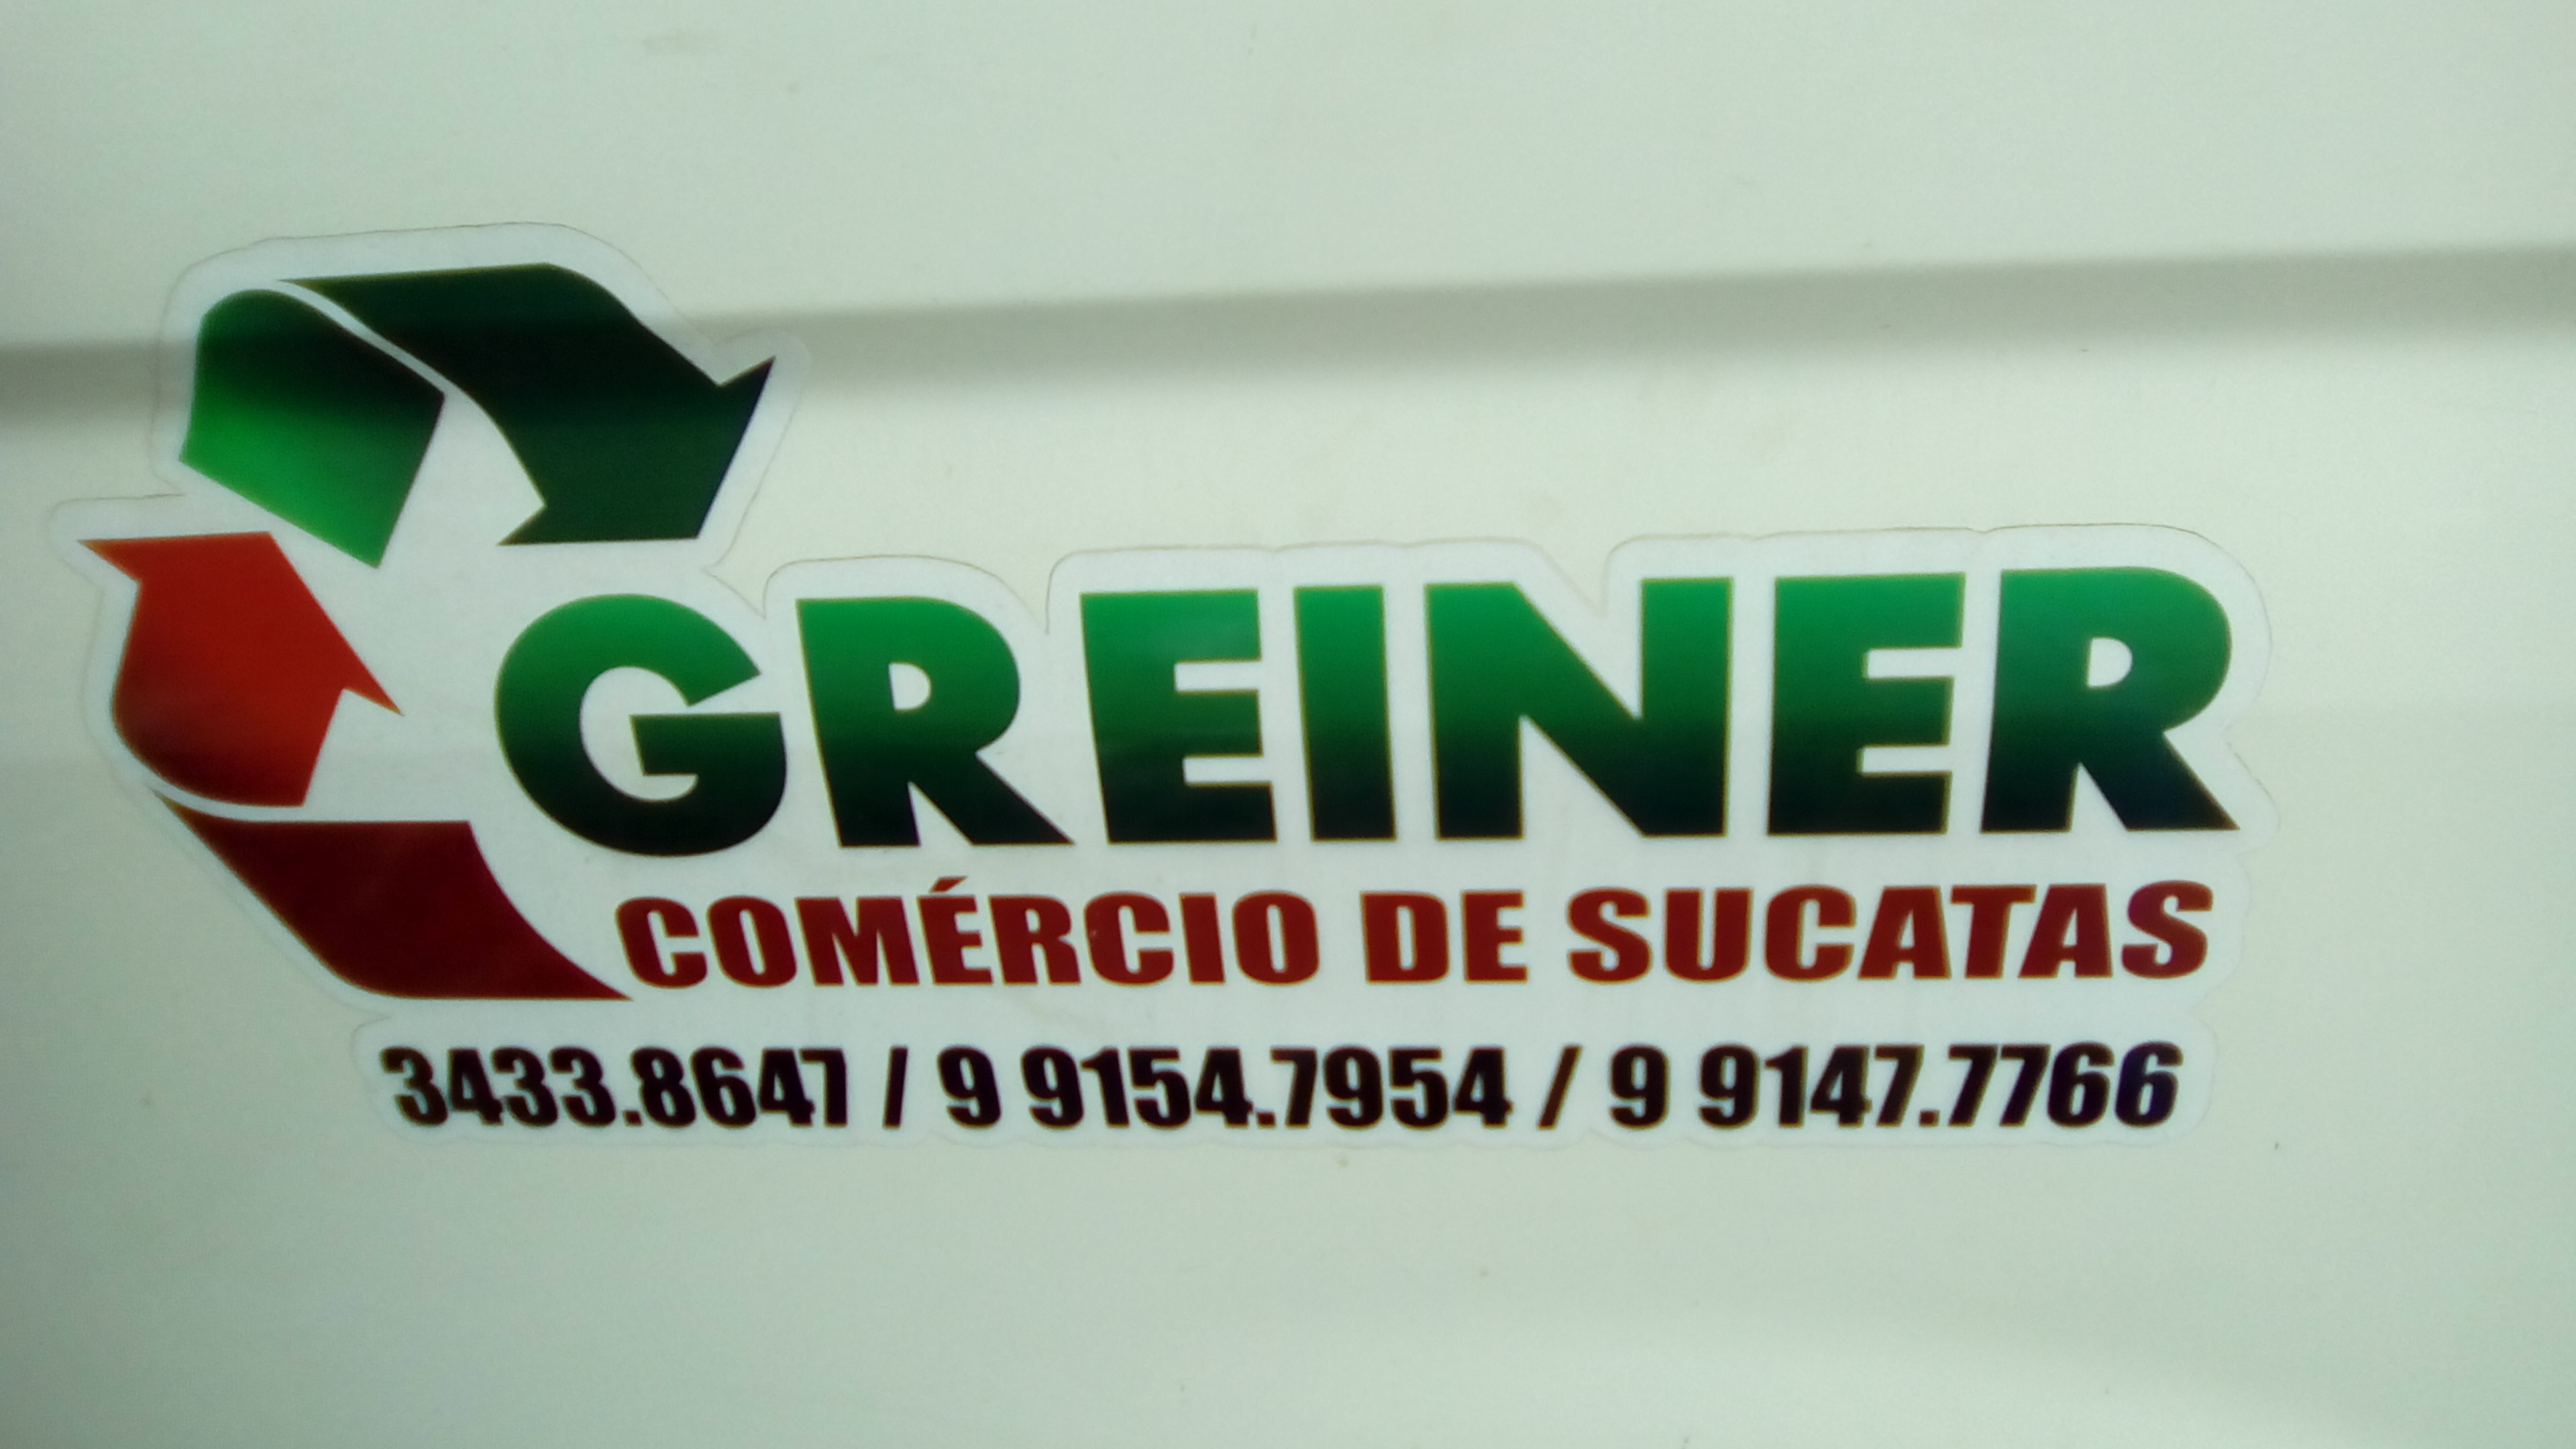 GREINER
COMÉRCIO DE SUCATAS
3433.8647 / 9 9154.7954 / 9 9147.7766